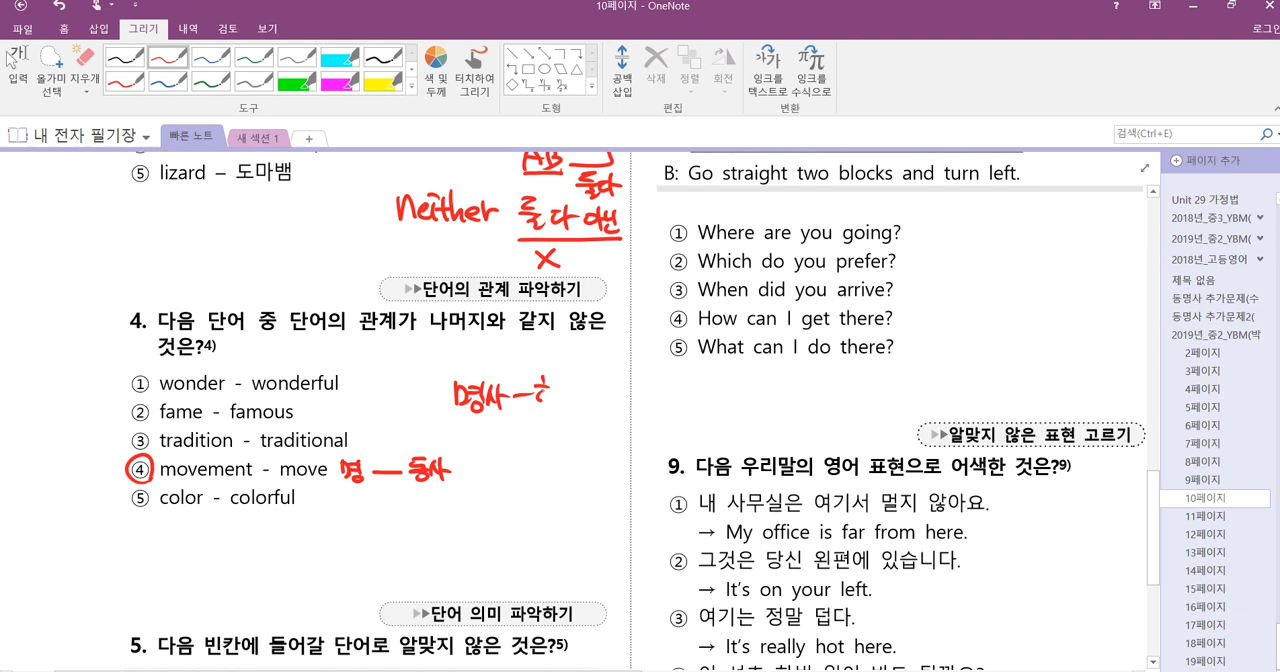 10페이지 - OneNote
파일 홈 삽입 그리기 내역 검토 보기
로그인
입력 올가미 선택 지우개
색 및 두께 터치하여 그리기
공백 삽입 삭제 정렬 회전
잉크를 텍스트로 잉크를 수식으로
도구 도형 편집 변환
내 전자 필기장 빠른 노트 새 섹션 1 +
검색(Ctrl+E)
⑤ lizard – 도마뱀
둘다
Neither 둘 다 아닌
X
▶▶단어의 관계 파악하기
4. 다음 단어 중 단어의 관계가 나머지와 같지 않은
것은?4)
① wonder - wonderful
② fame - famous
명사 –
③ tradition - traditional
④ movement - move 명 — 동사
⑤ color - colorful
▶▶단어 의미 파악하기
5. 다음 빈칸에 들어갈 단어로 알맞지 않은 것은?5)
B: Go straight two blocks and turn left.
① Where are you going?
② Which do you prefer?
③ When did you arrive?
④ How can I get there?
⑤ What can I do there?
▶▶알맞지 않은 표현 고르기
9. 다음 우리말의 영어 표현으로 어색한 것은?9)
① 내 사무실은 여기서 멀지 않아요.
→ My office is far from here.
② 그것은 당신 왼편에 있습니다.
→ It's on your left.
③ 여기는 정말 덥다.
→ It's really hot here.
페이지 추가
Unit 29 가정법
2018년_중3_YBM(
2019년_중2_YBM(
2018년_고등영어
제목 없음
동명사 추가문제(수
동명사 추가문제2(
2019년_중2_YBM(박
2페이지
3페이지
4페이지
5페이지
6페이지
7페이지
8페이지
9페이지
10페이지
11페이지
12페이지
13페이지
14페이지
15페이지
16페이지
17페이지
18페이지
19페이지